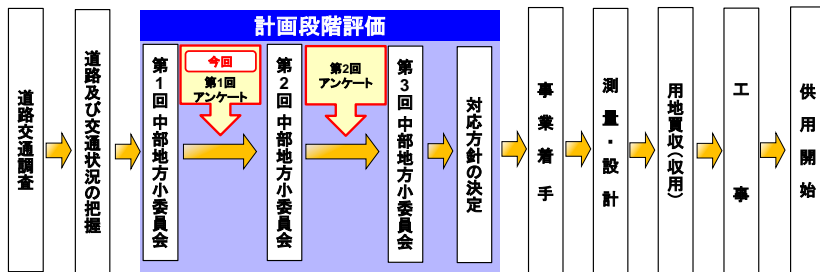 計画段階評価
道路交通調査
道路及び交通状況の把握
第1回 中部地方小委員会
今回
第1回
アンケート
第2回 中部地方小委員会
第2回
アンケート
第3回 中部地方小委員会
対応方針の決定
事業着手
測量・設計
用地買収(収用)
工事
供用開始